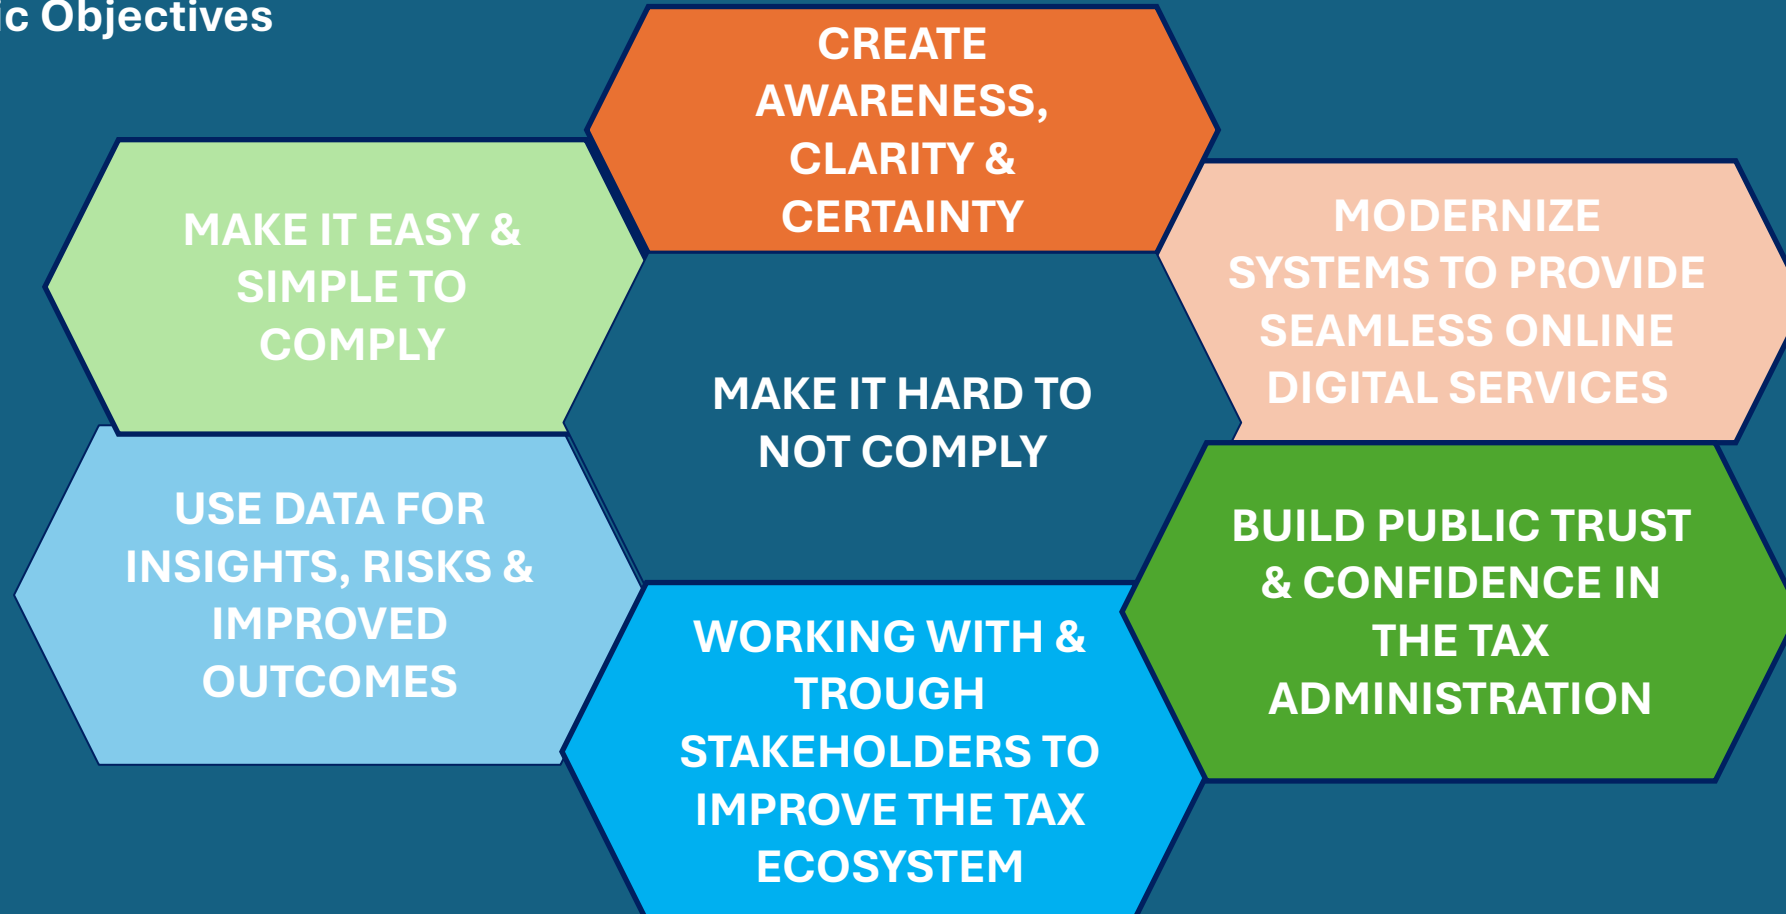 ic Objectives
CREATE
AWARENESS,
CLARITY &
CERTAINTY
MAKE IT EASY &
SIMPLE TO
COMPLY
MODERNIZE
SYSTEMS TO PROVIDE
SEAMLESS ONLINE
DIGITAL SERVICES
MAKE IT HARD TO
NOT COMPLY
USE DATA FOR
INSIGHTS, RISKS &
IMPROVED
OUTCOMES
BUILD PUBLIC TRUST
& CONFIDENCE IN
THE TAX
ADMINISTRATION
WORKING WITH &
TROUGH
STAKEHOLDERS TO
IMPROVE THE TAX
ECOSYSTEM